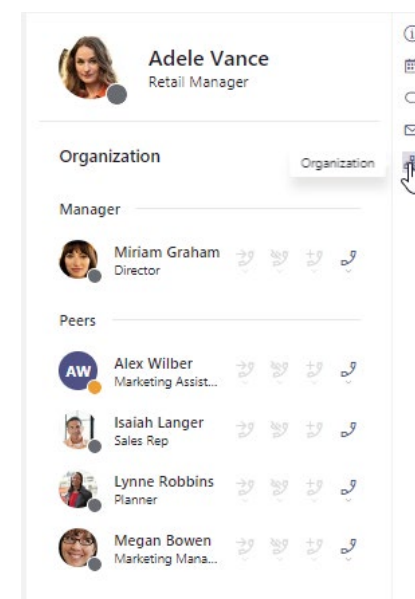 Adele Vance
Retail Manager
Organization
Organization
Manager
Miriam Graham
Director
Peers
AW
Alex Wilber
Marketing Assist...
Isaiah Langer
Sales Rep
Lynne Robbins
Planner
Megan Bowen
Marketing Mana...